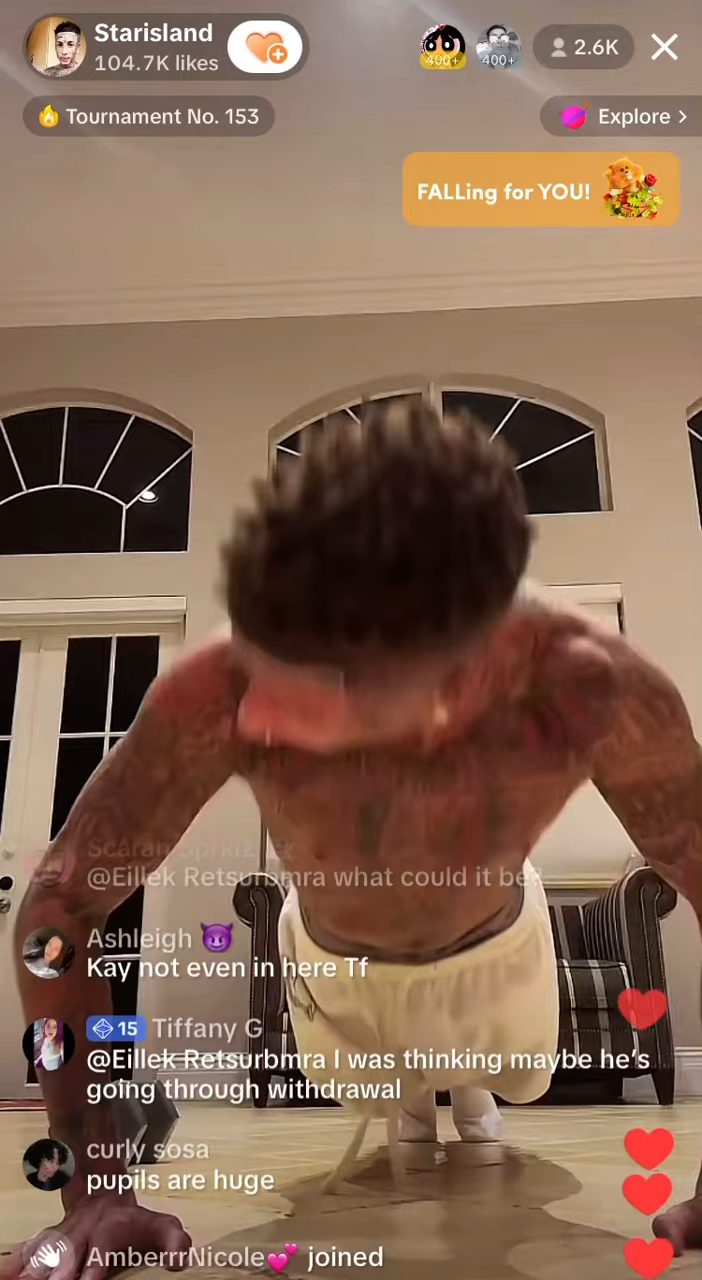 Starisland
104.7K likes
400+
400+
2.6K
Tournament No. 153
Explore >
FALLing for YOU!
@Eillek Retsurbmra what could it be?
Ashleigh 😈
Kay not even in here Tf
15 Tiffany G
@Eillek Retsurbmra I was thinking maybe he's
going through withdrawal
curly sosa
pupils are huge
AmberrrNicole💕 joined